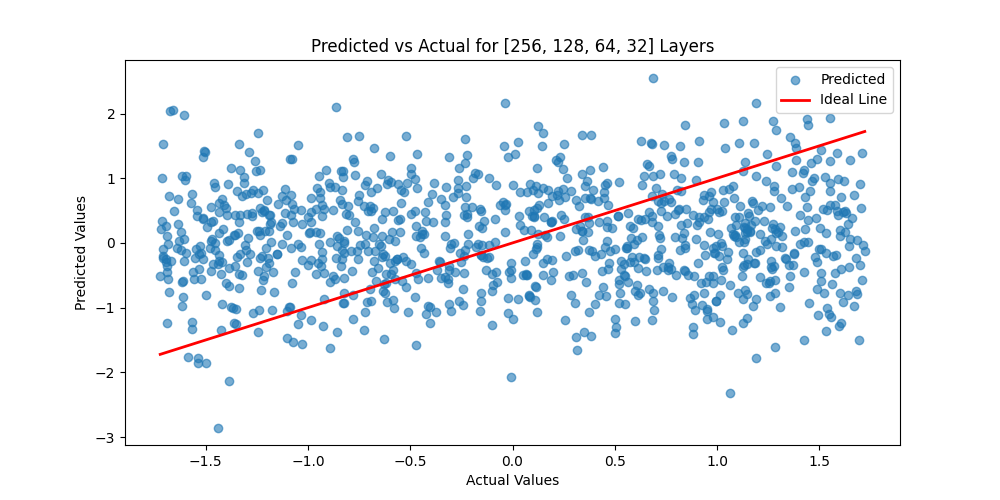 Predicted vs Actual for [256, 128, 64, 32] Layers
Predicted
Ideal Line
Predicted Values
2
1
0
−1
−2
−3
−1.5 −1.0 −0.5 0.0 0.5 1.0 1.5
Actual Values